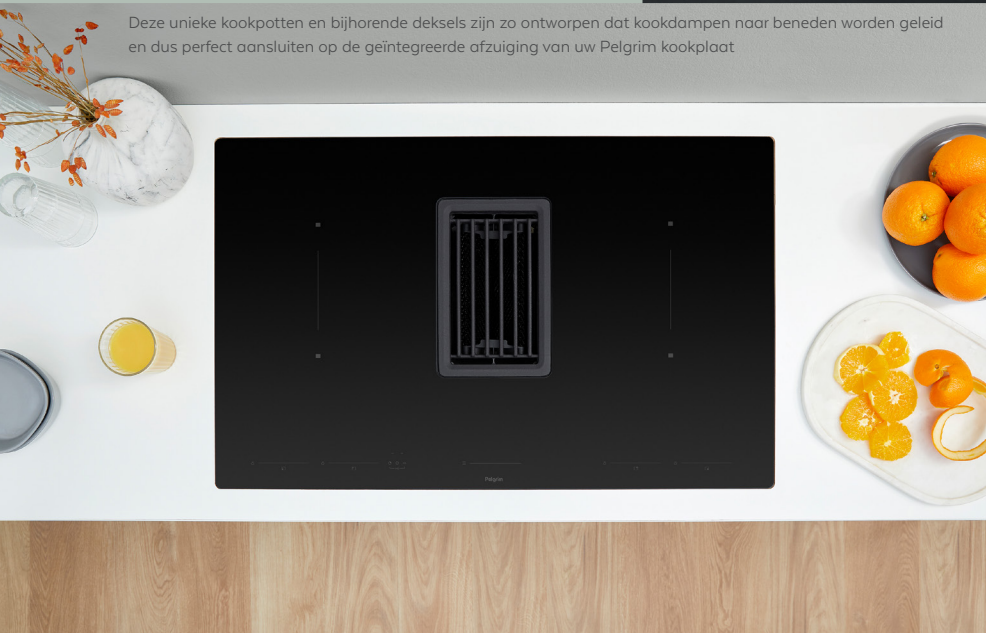 Deze unieke kookpotten en bijhorende deksels zijn zo ontworpen dat kookdampen naar beneden worden geleid
en dus perfect aansluiten op de geïntegreerde afzuiging van uw Pelgrim kookplaat
Pelgrim